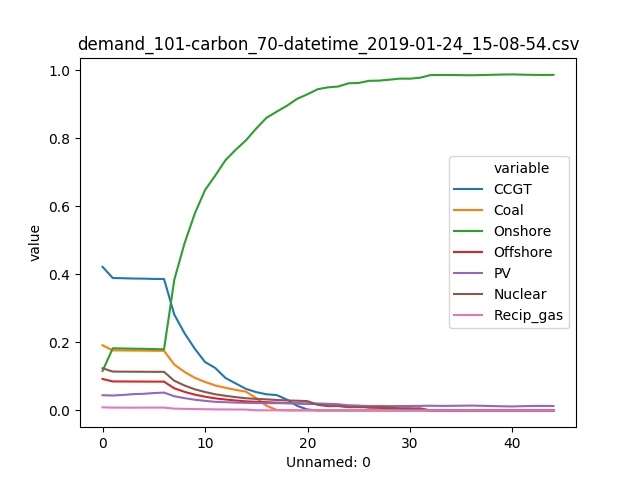 demand_101-carbon_70-datetime_2019-01-24_15-08-54.csv
1.0
0.8
0.6
0.4
0.2
0.0
value
variable
CCGT
Coal
Onshore
Offshore
PV
Nuclear
Recip_gas
0 10 20 30 40
Unnamed: 0